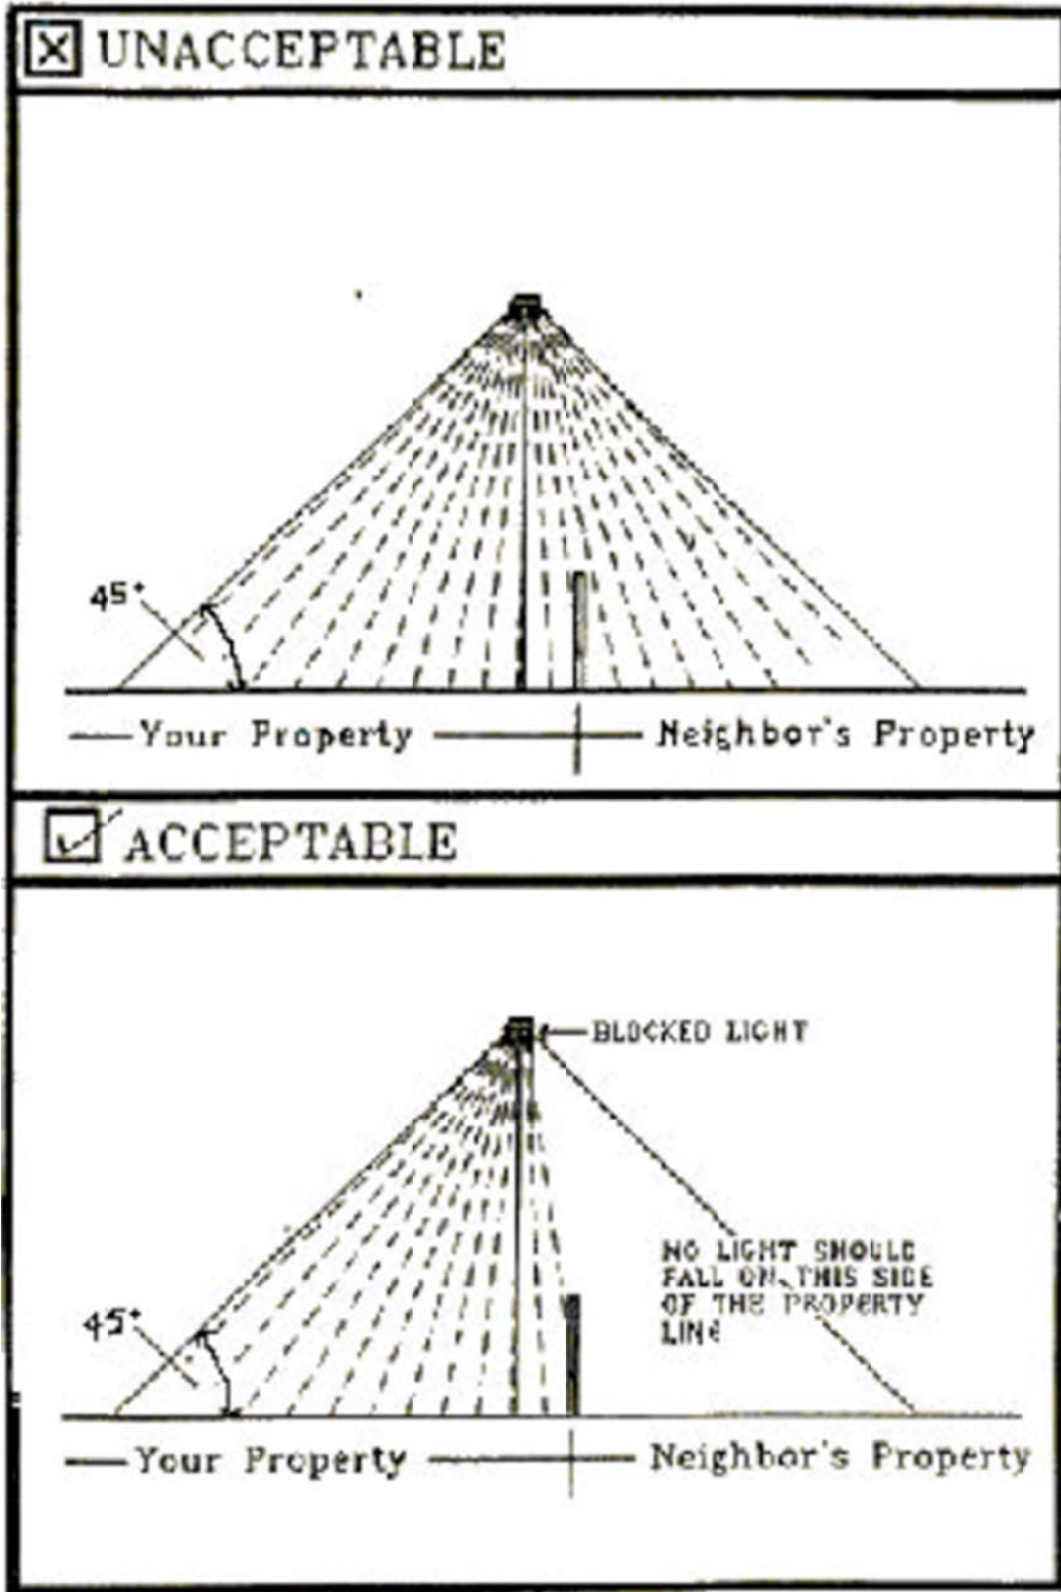 UNACCEPTABLE
45°
Your Property
Neighbor's Property
ACCEPTABLE
BLOCKED LIGHT
NO LIGHT SHOULD
FALL ON THIS SIDE
OF THE PROPERTY
LINE
45°
Your Property
Neighbor's Property